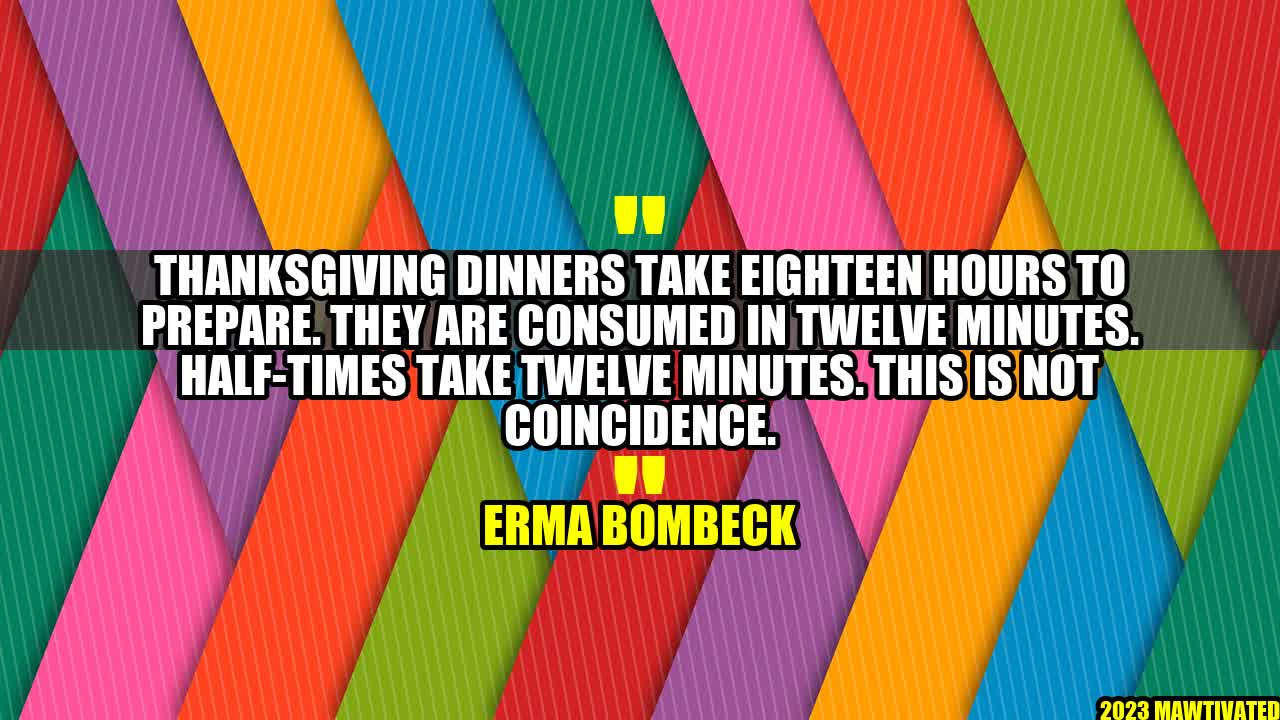 "
THANKSGIVING DINNERS TAKE EIGHTEEN HOURS TO
PREPARE. THEY ARE CONSUMED IN TWELVE MINUTES.
HALF-TIMES TAKE TWELVE MINUTES. THIS IS NOT
COINCIDENCE.
"
ERMA BOMBECK
2023 MAWTIVATED